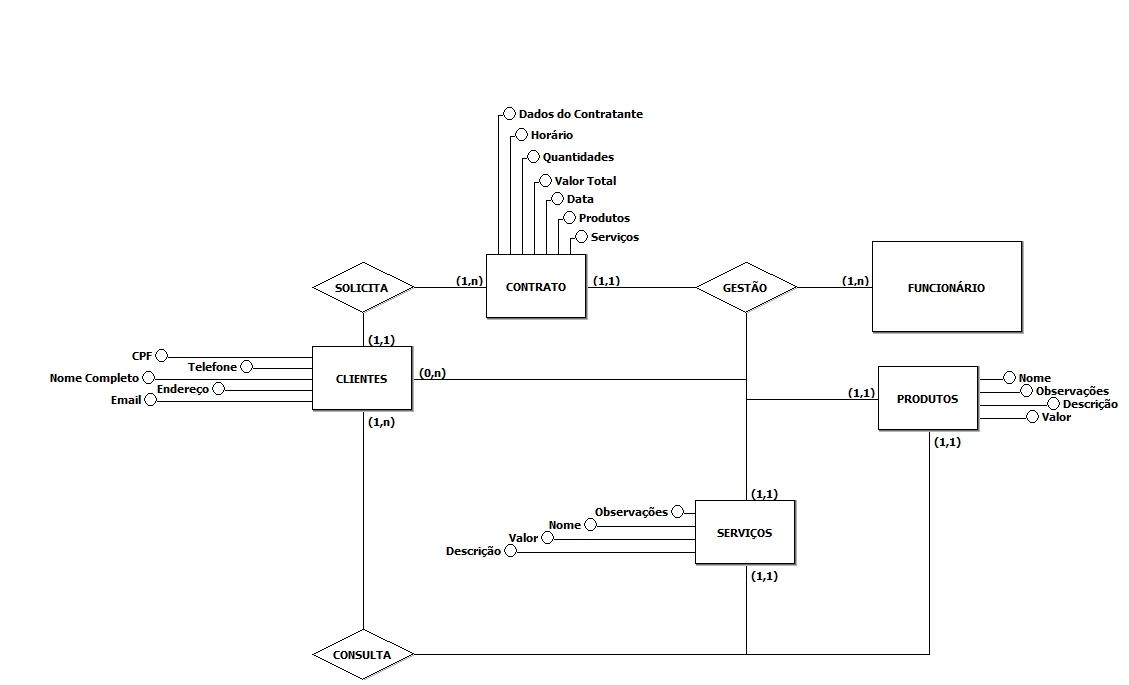 Dados do Contratante
Horário
Quantidades
Valor Total
Data
Produtos
Serviços
SOLICITA
(1,n)
CONTRATO
(1,1)
GESTÃO
(1,n)
FUNCIONÁRIO
(1,1)
CPF
Telefone
Nome Completo
Endereço
Email
CLIENTES
(0,n)
(1,n)
(1,1)
PRODUTOS
Nome
Observações
Descrição
Valor
(1,1)
(1,1)
Observações
Nome
Valor
Descrição
SERVIÇOS
(1,1)
CONSULTA